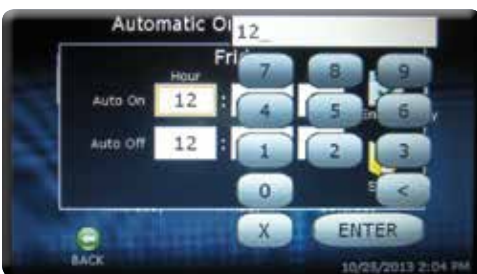 Automatic O
12_
Fri
Hour
7 8 9
Auto On 12 : 4 5 6
Auto Off 12 : 1 2 3
0 <
X ENTER
BACK
10/25/2013 2:04 PM